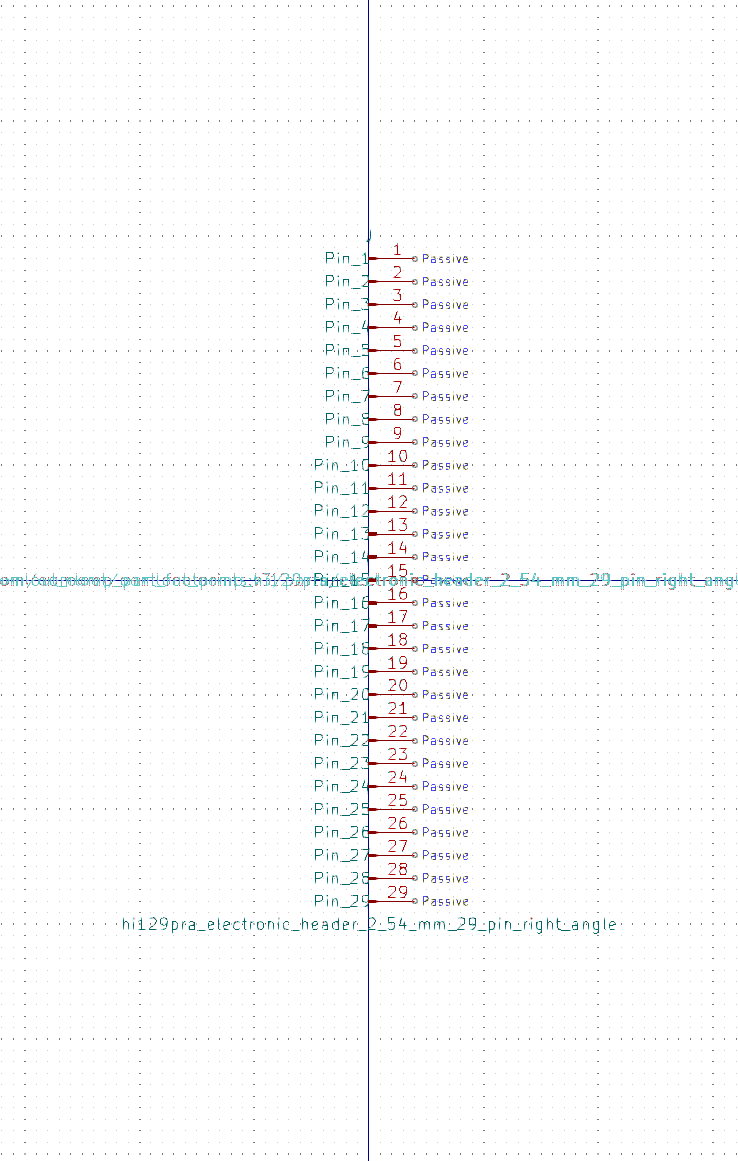 J
1
Pin_1 Passive
2
Pin_2 Passive
3
Pin_3 Passive
4
Pin_4 Passive
5
Pin_5 Passive
6
Pin_6 Passive
7
Pin_7 Passive
8
Pin_8 Passive
9
Pin_9 Passive
10
Pin_10 Passive
11
Pin_11 Passive
12
Pin_12 Passive
13
Pin_13 Passive
14
Pin_14 Passive
15
header_2_54_mm_29_pin_right_angl
16
Pin_16 Passive
17
Pin_17 Passive
18
Pin_18 Passive
19
Pin_19 Passive
20
Pin_20 Passive
21
Pin_21 Passive
22
Pin_22 Passive
23
Pin_23 Passive
24
Pin_24 Passive
25
Pin_25 Passive
26
Pin_26 Passive
27
Pin_27 Passive
28
Pin_28 Passive
29
Pin_29 Passive
hi129pra_electronic_header_2_54_mm_29_pin_right_angle